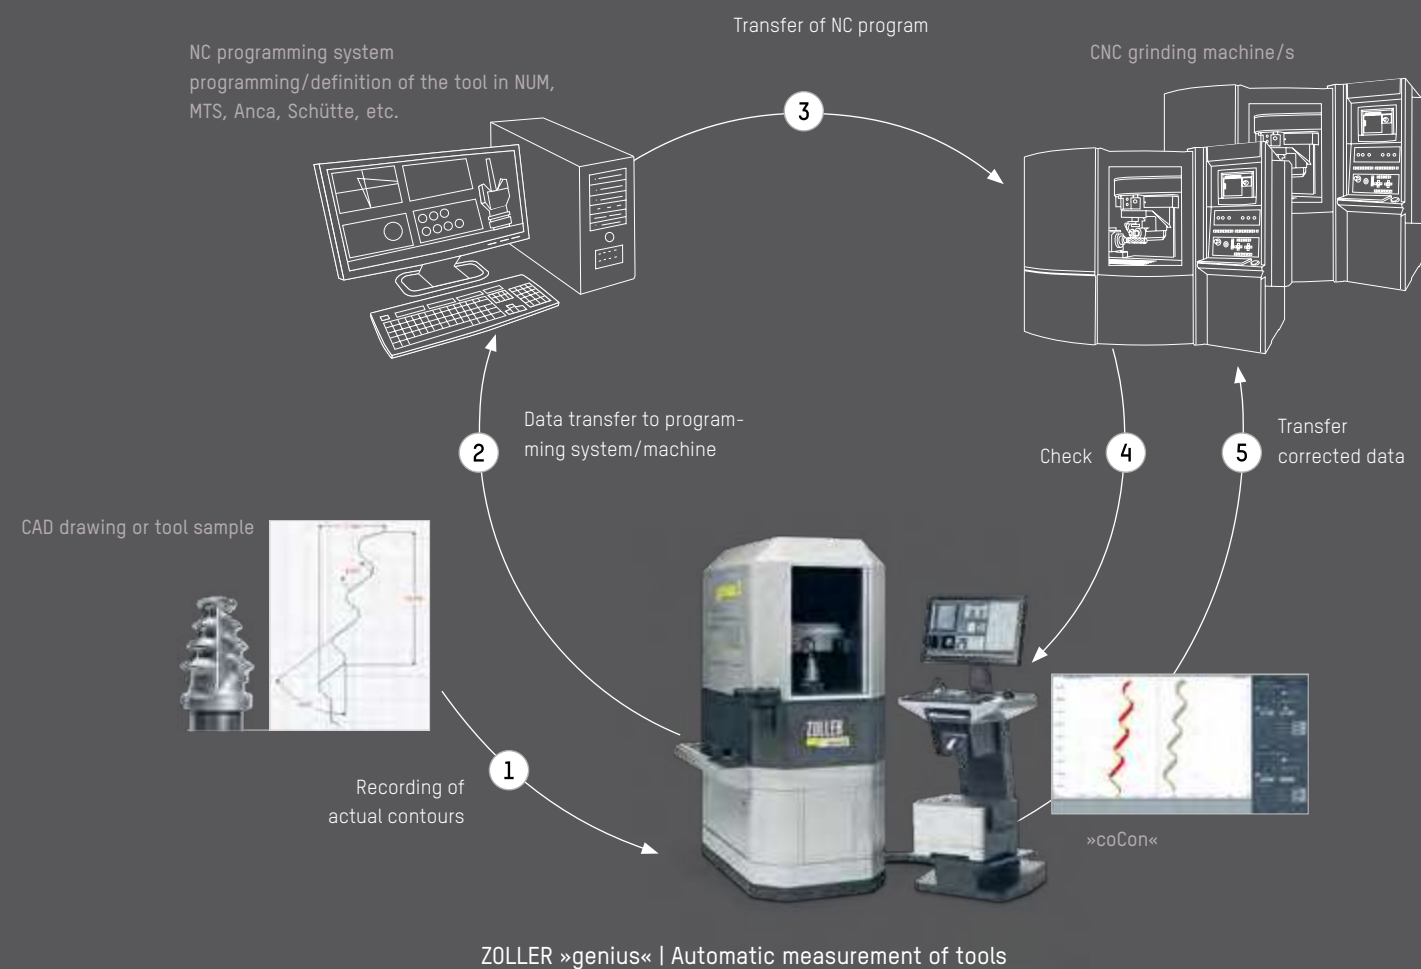 Transfer of NC program
NC programming system
programming/definition of the tool in NUM,
MTS, Anca, Schütte, etc.
CNC grinding machine/s
3
Data transfer to program-
ming system/machine
2
Check
4
5
Transfer
corrected data
CAD drawing or tool sample
ZOLLER
1
Recording of
actual contours
»coCon«
ZOLLER »genius« | Automatic measurement of tools